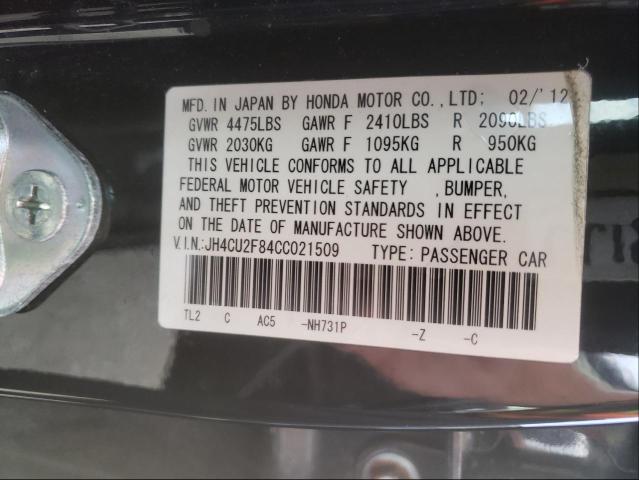 MFD. IN JAPAN BY HONDA MOTOR CO., LTD; 02/'12
GVWR 4475LBS GAWR F 2410LBS R 2090LBS
GVWR 2030KG GAWR F 1095KG R 950KG
THIS VEHICLE CONFORMS TO ALL APPLICABLE
FEDERAL MOTOR VEHICLE SAFETY , BUMPER,
AND THEFT PREVENTION STANDARDS IN EFFECT
ON THE DATE OF MANUFACTURE SHOWN ABOVE.
V.I.N.:JH4CU2F84CC021509 TYPE: PASSENGER CAR
TL2 C AC5 -NH731P -Z -C